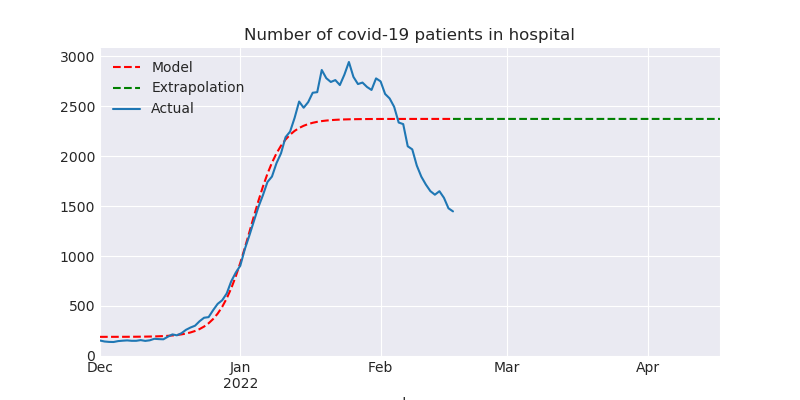 Number of covid-19 patients in hospital
3000
2500
2000
1500
1000
500
0
Model
Extrapolation
Actual
Dec
Jan
2022
Feb
Mar
Apr